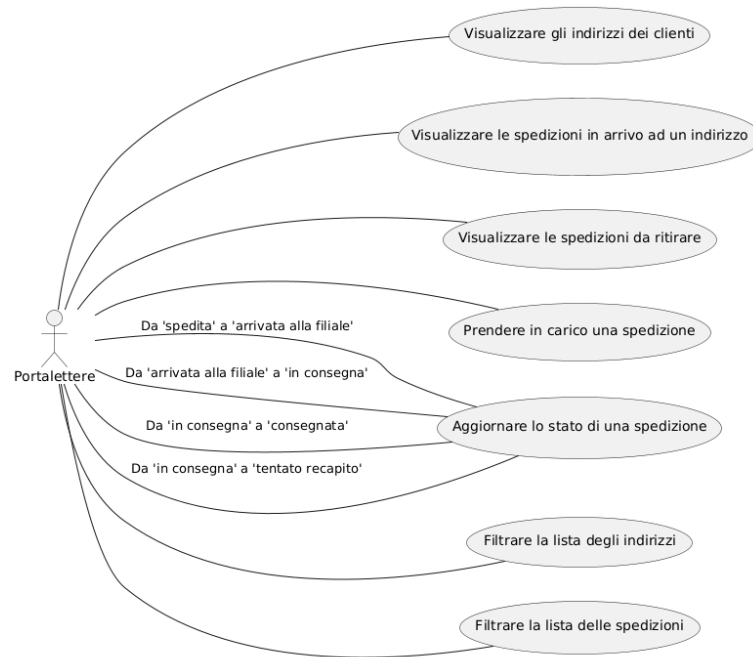 Visualizzare gli indirizzi dei clienti
Visualizzare le spedizioni in arrivo ad un indirizzo
Visualizzare le spedizioni da ritirare
Prendere in carico una spedizione
Da 'spedita' a 'arrivata alla filiale'
Portalettere
Da 'arrivata alla filiale' a 'in consegna'
Da 'in consegna' a 'consegnata'
Aggiornare lo stato di una spedizione
Da 'in consegna' a 'tentato recapito'
Filtrare la lista degli indirizzi
Filtrare la lista delle spedizioni